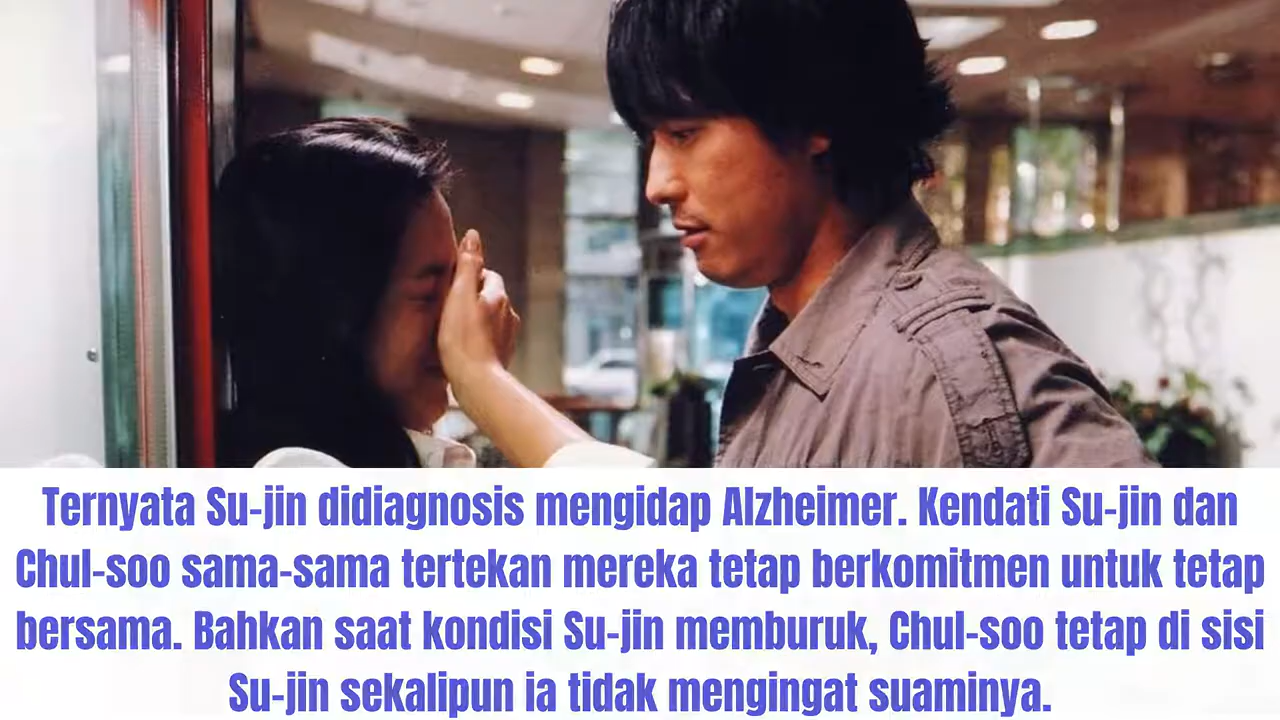 Ternyata Su-jin didiagnosis mengidap Alzheimer. Kendati Su-jin dan
Chul-soo sama-sama tertekan mereka tetap berkomitmen untuk tetap
bersama. Bahkan saat kondisi Su-jin memburuk, Chul-soo tetap di sisi
Su-jin sekalipun ia tidak mengingat suaminya.